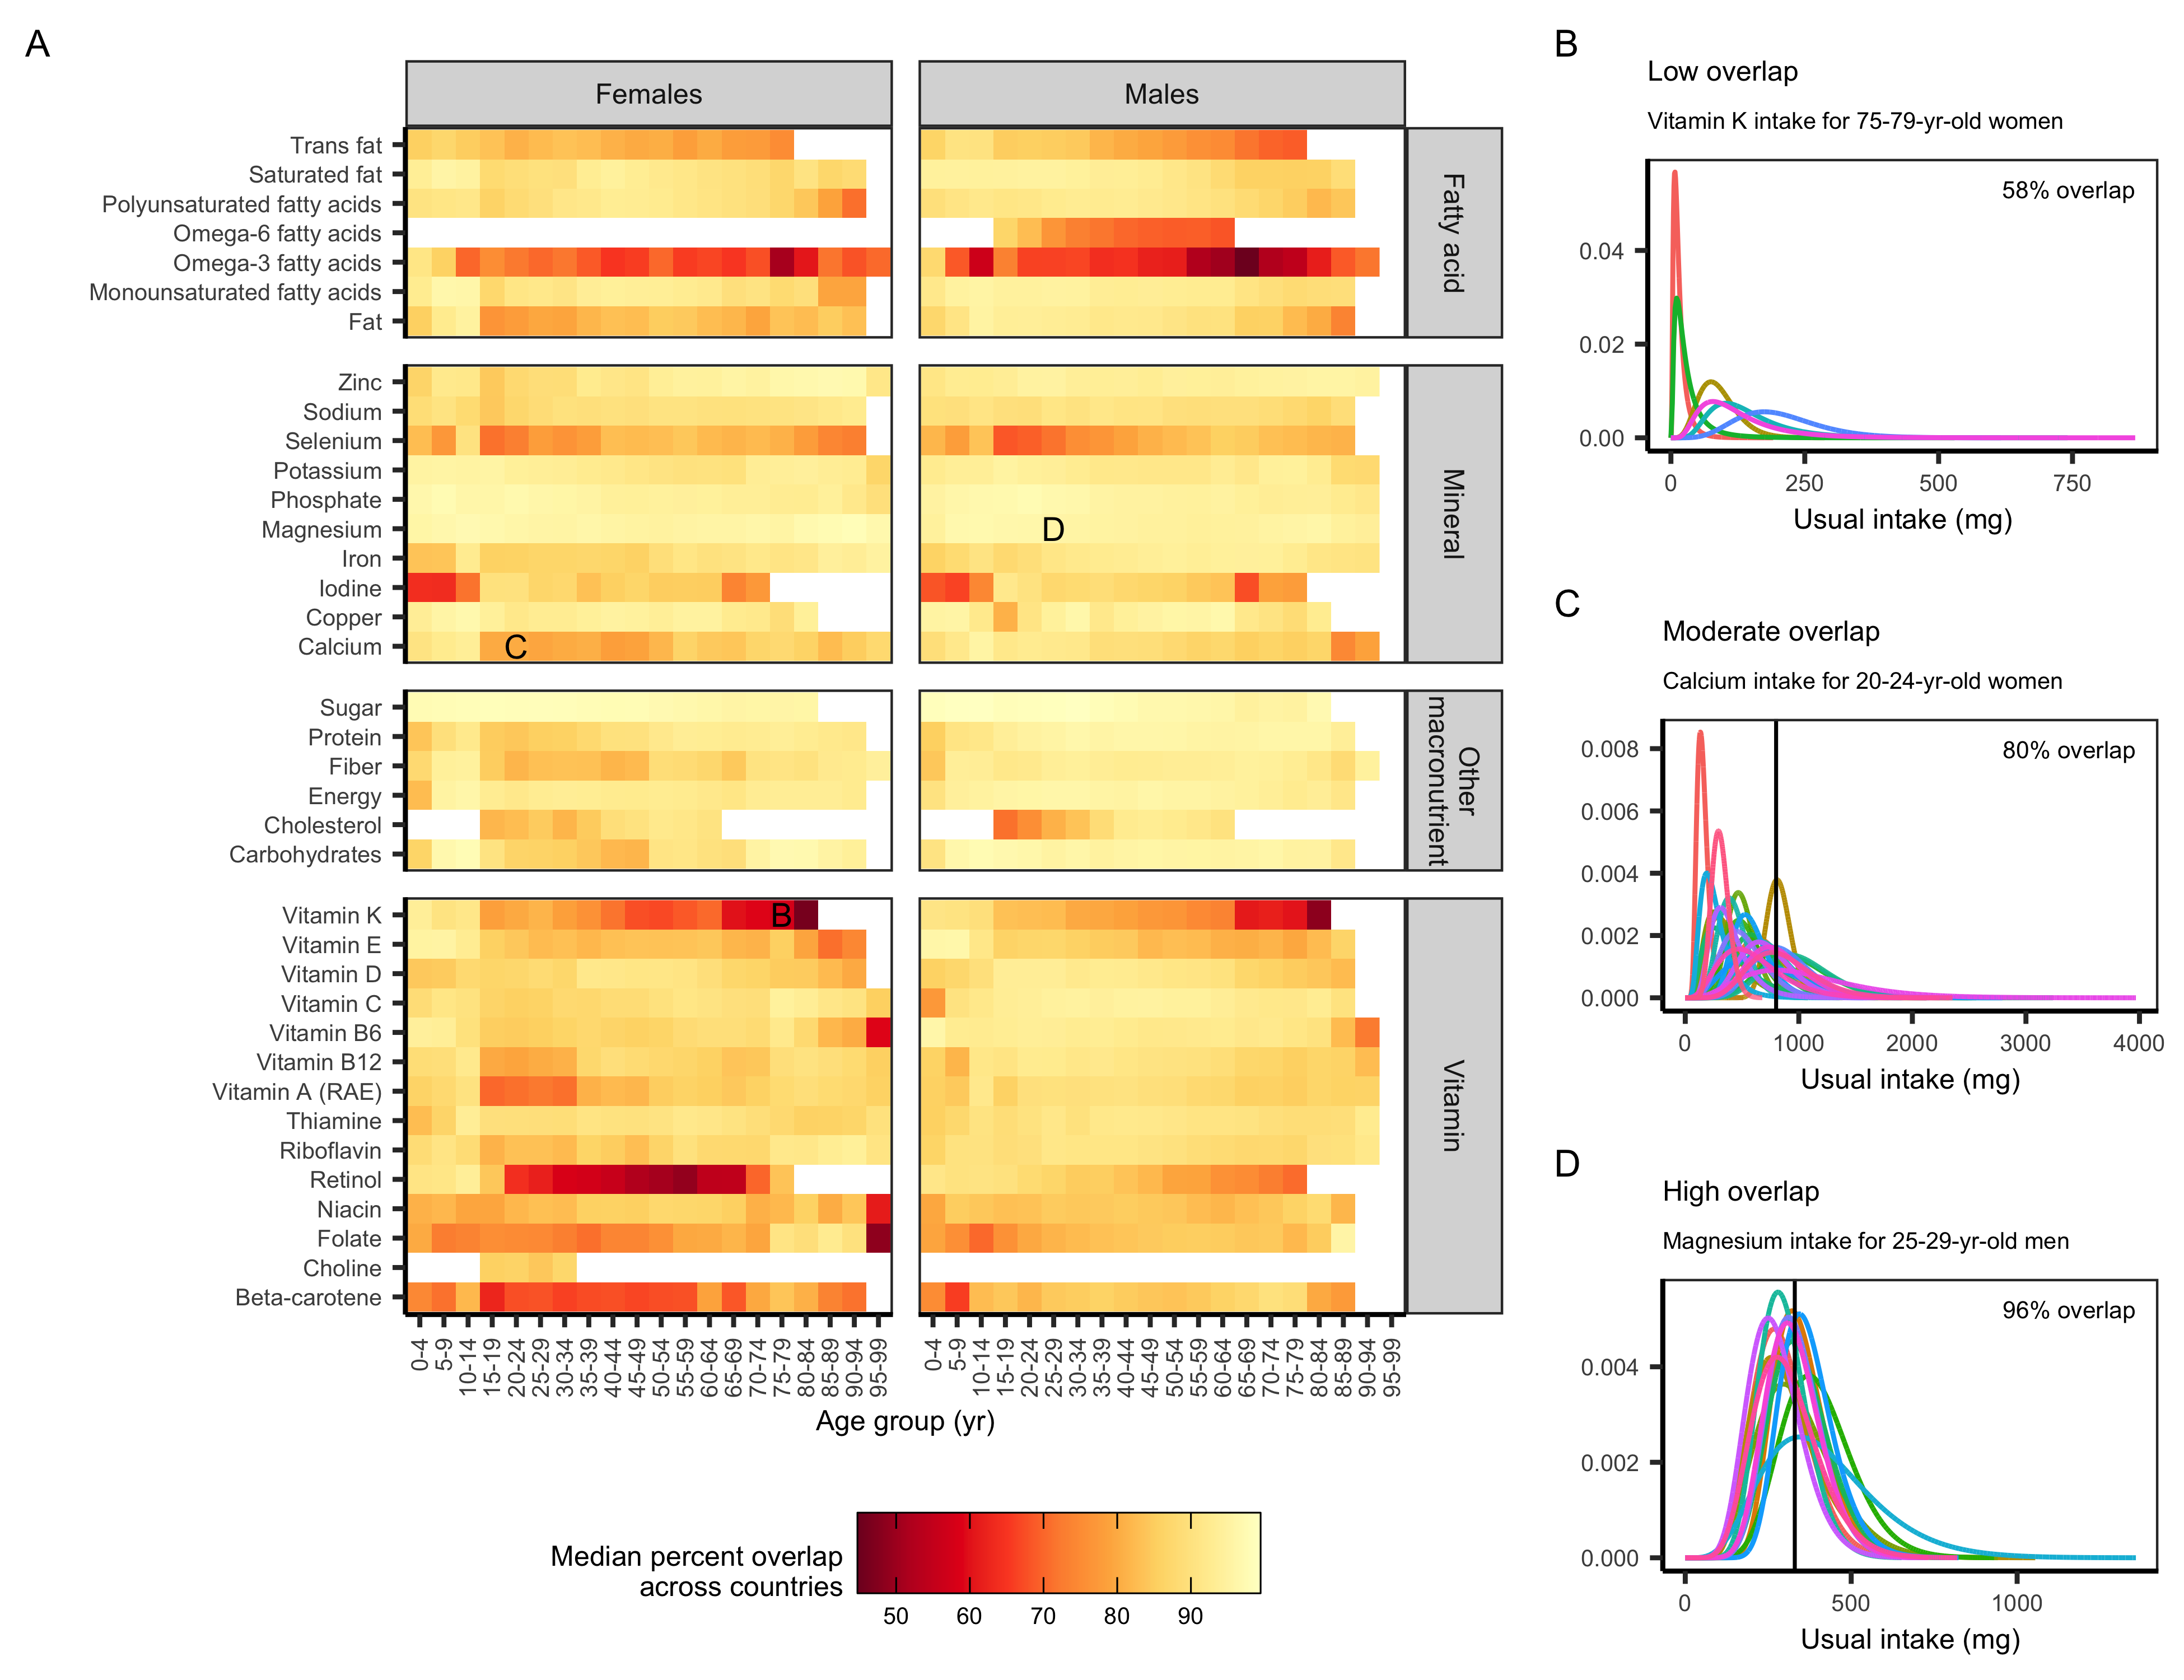 A
Females
Males
Trans fat
Saturated fat
Polyunsaturated fatty acids
Omega-6 fatty acids
Omega-3 fatty acids
Monounsaturated fatty acids
Fat
Fatty acid
Zinc
Sodium
Selenium
Potassium
Phosphate
Magnesium
D
Iron
Iodine
Copper
Calcium
C
Mineral
Sugar
Protein
Fiber
Energy
Cholesterol
Carbohydrates
Other
macronutrient
Vitamin K
B
Vitamin E
Vitamin D
Vitamin C
Vitamin B6
Vitamin B12
Vitamin A (RAE)
Thiamine
Riboflavin
Retinol
Niacin
Folate
Choline
Beta-carotene
Vitamin
0-4 5-9 10-14 15-19 20-24 25-29 30-34 35-39 40-44 45-49 50-54 55-59 60-64 65-69 70-74 75-79 80-84 85-89 90-94 95-99
0-4 5-9 10-14 15-19 20-24 25-29 30-34 35-39 40-44 45-49 50-54 55-59 60-64 65-69 70-74 75-79 80-84 85-89 90-94 95-99
Age group (yr)
Median percent overlap
across countries
50 60 70 80 90
B
Low overlap
Vitamin K intake for 75-79-yr-old women
58% overlap
0.04
0.02
0.00
0 250 500 750
Usual intake (mg)
C
Moderate overlap
Calcium intake for 20-24-yr-old women
80% overlap
0.008
0.006
0.004
0.002
0.000
0 1000 2000 3000 4000
Usual intake (mg)
D
High overlap
Magnesium intake for 25-29-yr-old men
96% overlap
0.004
0.002
0.000
0 500 1000
Usual intake (mg)